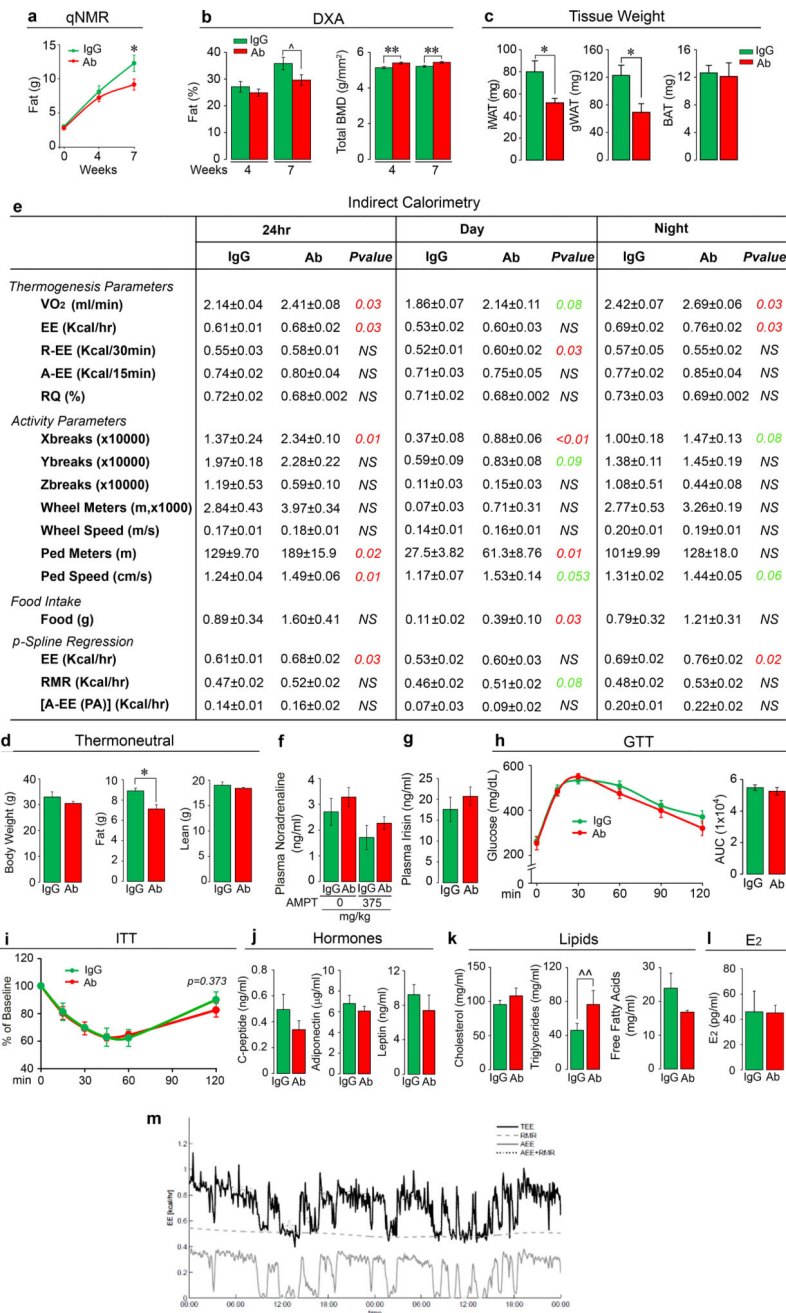 a qNMR
IgG
Ab
*
Fat (g)
15
10
5
0
0 4 7
Weeks
b DXA
IgG
Ab
^
Fat (%)
40
30
20
10
0
Weeks 4 7
** **
Total BMD (g/mm²)
6
5
4
3
2
1
0
4 7
c Tissue Weight
IgG
Ab
*
iWAT (mg)
100
80
60
40
20
0
*
gWAT (mg)
160
120
80
40
0
BAT (mg)
16
12
8
4
0
e Indirect Calorimetry
24hr Day Night
IgG Ab Pvalue IgG Ab Pvalue IgG Ab Pvalue
Thermogenesis Parameters
VO₂ (ml/min) 2.14±0.04 2.41±0.08 0.03 1.86±0.07 2.14±0.11 0.08 2.42±0.07 2.69±0.06 0.03
EE (Kcal/hr) 0.61±0.01 0.68±0.02 0.03 0.53±0.02 0.60±0.03 NS 0.69±0.02 0.76±0.02 0.03
R-EE (Kcal/30min) 0.55±0.03 0.58±0.01 NS 0.52±0.01 0.60±0.02 0.03 0.57±0.05 0.55±0.02 NS
A-EE (Kcal/15min) 0.74±0.02 0.80±0.04 NS 0.71±0.03 0.75±0.05 NS 0.77±0.02 0.85±0.04 NS
RQ (%) 0.72±0.02 0.68±0.002 NS 0.71±0.02 0.68±0.002 NS 0.73±0.03 0.69±0.002 NS
Activity Parameters
Xbreaks (x10000) 1.37±0.24 2.34±0.10 0.01 0.37±0.08 0.88±0.06 <0.01 1.00±0.18 1.47±0.13 0.08
Ybreaks (x10000) 1.97±0.18 2.28±0.22 NS 0.59±0.09 0.83±0.08 0.09 1.38±0.11 1.45±0.19 NS
Zbreaks (x10000) 1.19±0.53 0.59±0.10 NS 0.11±0.03 0.15±0.03 NS 1.08±0.51 0.44±0.08 NS
Wheel Meters (m,x1000) 2.84±0.43 3.97±0.34 NS 0.07±0.03 0.71±0.31 NS 2.77±0.53 3.26±0.19 NS
Wheel Speed (m/s) 0.17±0.01 0.18±0.01 NS 0.14±0.01 0.16±0.01 NS 0.20±0.01 0.19±0.01 NS
Ped Meters (m) 129±9.70 189±15.9 0.02 27.5±3.82 61.3±8.76 0.01 101±9.99 128±18.0 NS
Ped Speed (cm/s) 1.24±0.04 1.49±0.06 0.01 1.17±0.07 1.53±0.14 0.053 1.31±0.02 1.44±0.05 0.06
Food Intake
Food (g) 0.89±0.34 1.60±0.41 NS 0.11±0.02 0.39±0.10 0.03 0.79±0.32 1.21±0.31 NS
p-Spline Regression
EE (Kcal/hr) 0.61±0.01 0.68±0.02 0.03 0.53±0.02 0.60±0.03 NS 0.69±0.02 0.76±0.02 0.02
RMR (Kcal/hr) 0.47±0.02 0.52±0.02 NS 0.46±0.02 0.51±0.02 0.08 0.48±0.02 0.53±0.02 NS
[A-EE (PA)] (Kcal/hr) 0.14±0.01 0.16±0.02 NS 0.07±0.03 0.09±0.02 NS 0.20±0.01 0.22±0.02 NS
d Thermoneutral
Body Weight (g)
40
30
20
10
0
IgG Ab
*
Fat (g)
10
8
6
4
2
0
IgG Ab
Lean (g)
20
15
10
5
0
IgG Ab
f
Plasma Noradrenaline (ng/ml)
4
3
2
1
0
IgG Ab IgG Ab
AMPT 0 375
mg/kg
g
Plasma Irisin (ng/ml)
25
20
15
10
5
0
IgG Ab
h GTT
Glucose (mg/dL)
600
400
200
IgG
Ab
min 0 30 60 90 120
AUC (1x10⁴)
6
4
2
0
IgG Ab
i ITT
IgG
Ab
p=0.373
% of Baseline
120
100
80
60
40
min 0 30 60 90 120
j Hormones
C-peptide (ng/ml)
0.8
0.6
0.4
0.2
0
IgG Ab
Adiponectin (µg/ml)
10
8
6
4
2
0
IgG Ab
Leptin (ng/ml)
12
9
6
3
0
IgG Ab
k Lipids
Cholesterol (mg/ml)
150
100
50
0
IgG Ab
^^
Triglycerides (mg/ml)
120
80
40
0
IgG Ab
Free Fatty Acids (mg/ml)
30
20
10
0
IgG Ab
l E₂
E₂ (pg/ml)
80
60
40
20
0
IgG Ab
m
TEE
RMR
AEE
AEE+RMR
EE [kcal/hr]
1.2
1
0.8
0.6
0.4
0.2
0
00:00 06:00 12:00 18:00 00:00 06:00 12:00 18:00 00:00